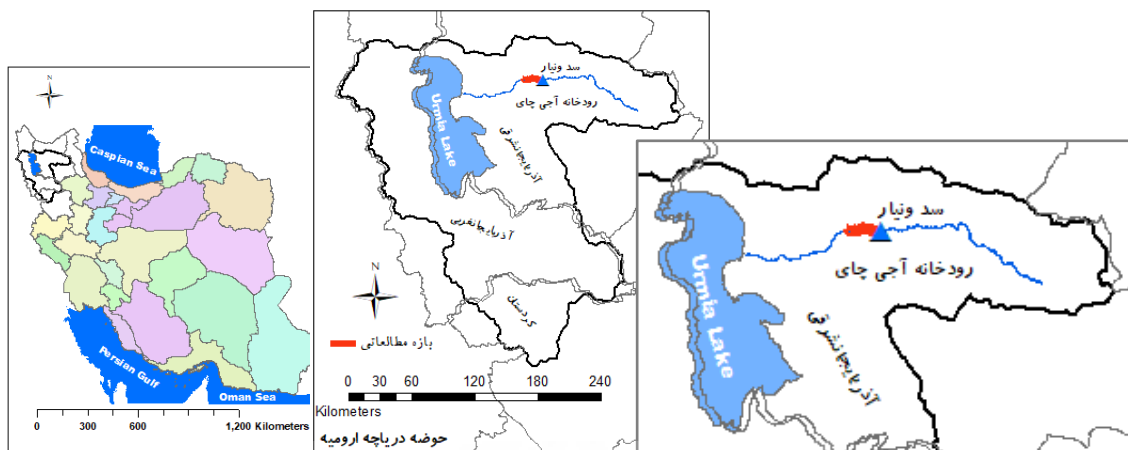 N
Caspian Sea
Persian Gulf
Oman Sea
0 300 600 1,200 Kilometers
N
Urmia Lake
سد ونیار
رودخانه آجی چای
آذربایجانشرقی
آذربایجانغربی
کردستان
بازه مطالعاتی
0 30 60 120 180 240
Kilometers
حوضه دریاچه ارومیه
Urmia Lake
سد ونیار
رودخانه آجی چای
آذربایجانشرقی